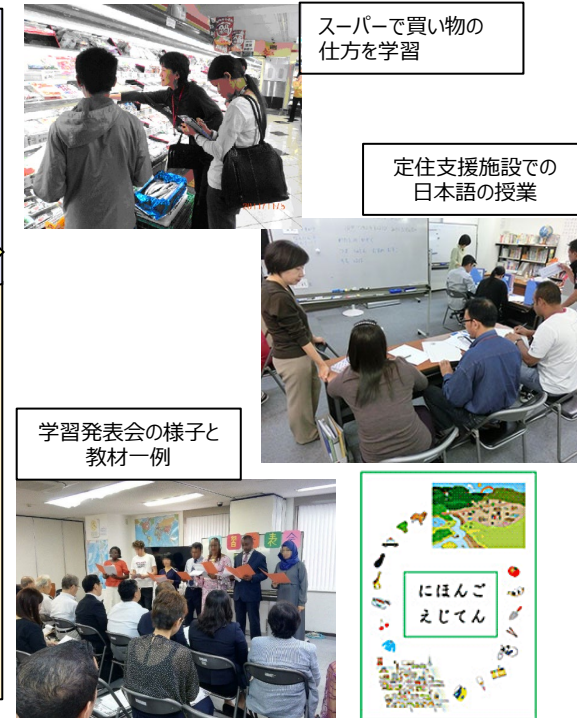 スーパーで買い物の
仕方を学習
定住支援施設での
日本語の授業
学習発表会の様子と
教材一例
表
会
にほんご
えじてん